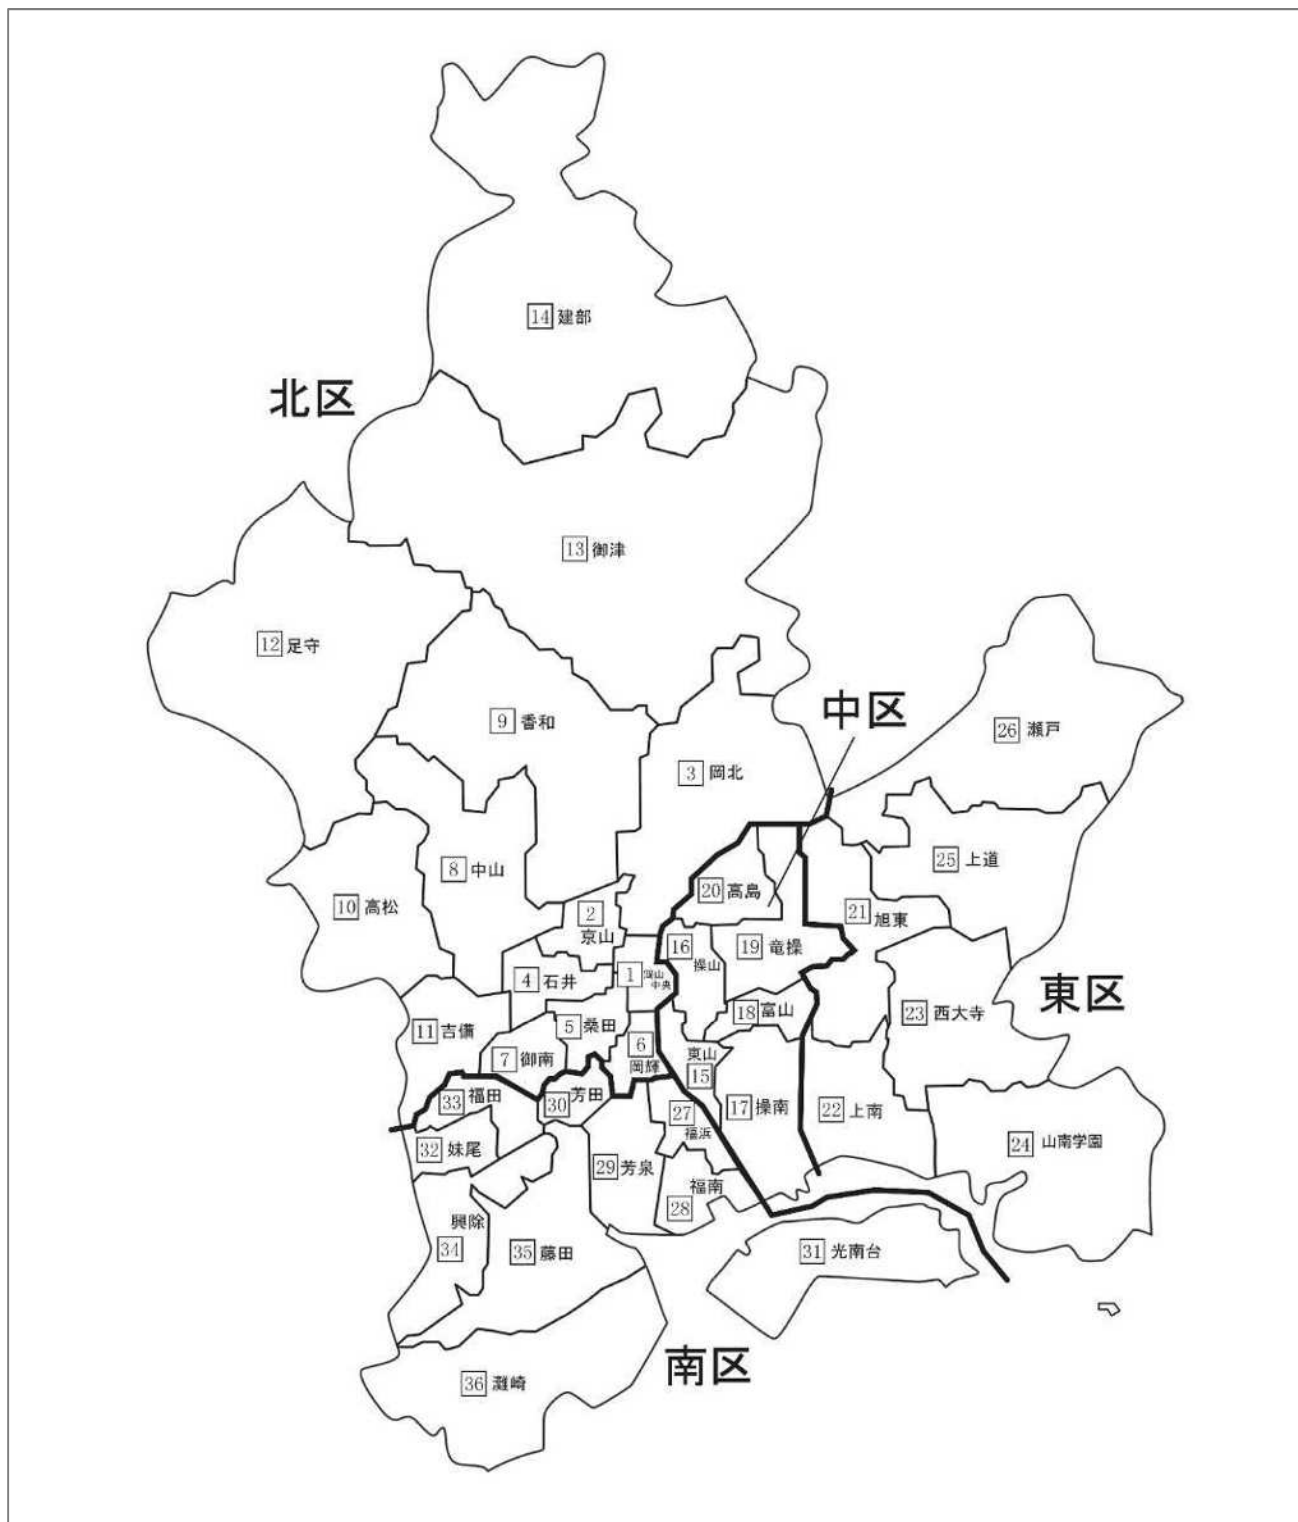 14 建部
北区
13 御津
12 足守
9 香和
中区
26 瀬戸
3 岡北
8 中山
25 上道
20 高島
10 高松
2
京山
21 旭東
16
操山
19 竜操
4 石井
1 岡山
中央
東区
23 西大寺
18 富山
11 吉備
5 桑田
6
岡輝
7 御南
東山
15
33 福田
30 芳田
17 操南
22 上南
27
福浜
32 妹尾
24 山南学園
29 芳泉
福南
28
興除
34
35 藤田
31 光南台
南区
36 灘崎